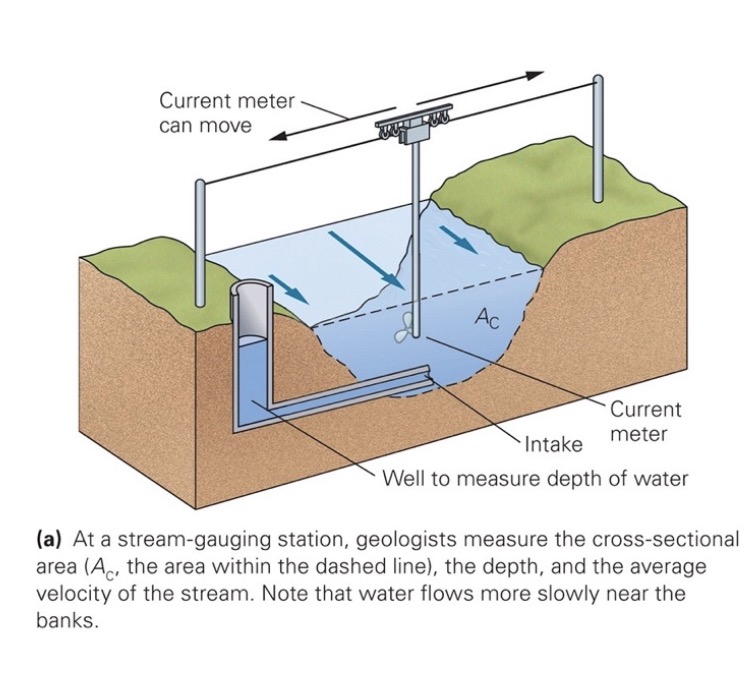 Current meter
can move
Ac
Current
meter
Intake
Well to measure depth of water
(a) At a stream-gauging station, geologists measure the cross-sectional
area (Ac, the area within the dashed line), the depth, and the average
velocity of the stream. Note that water flows more slowly near the
banks.